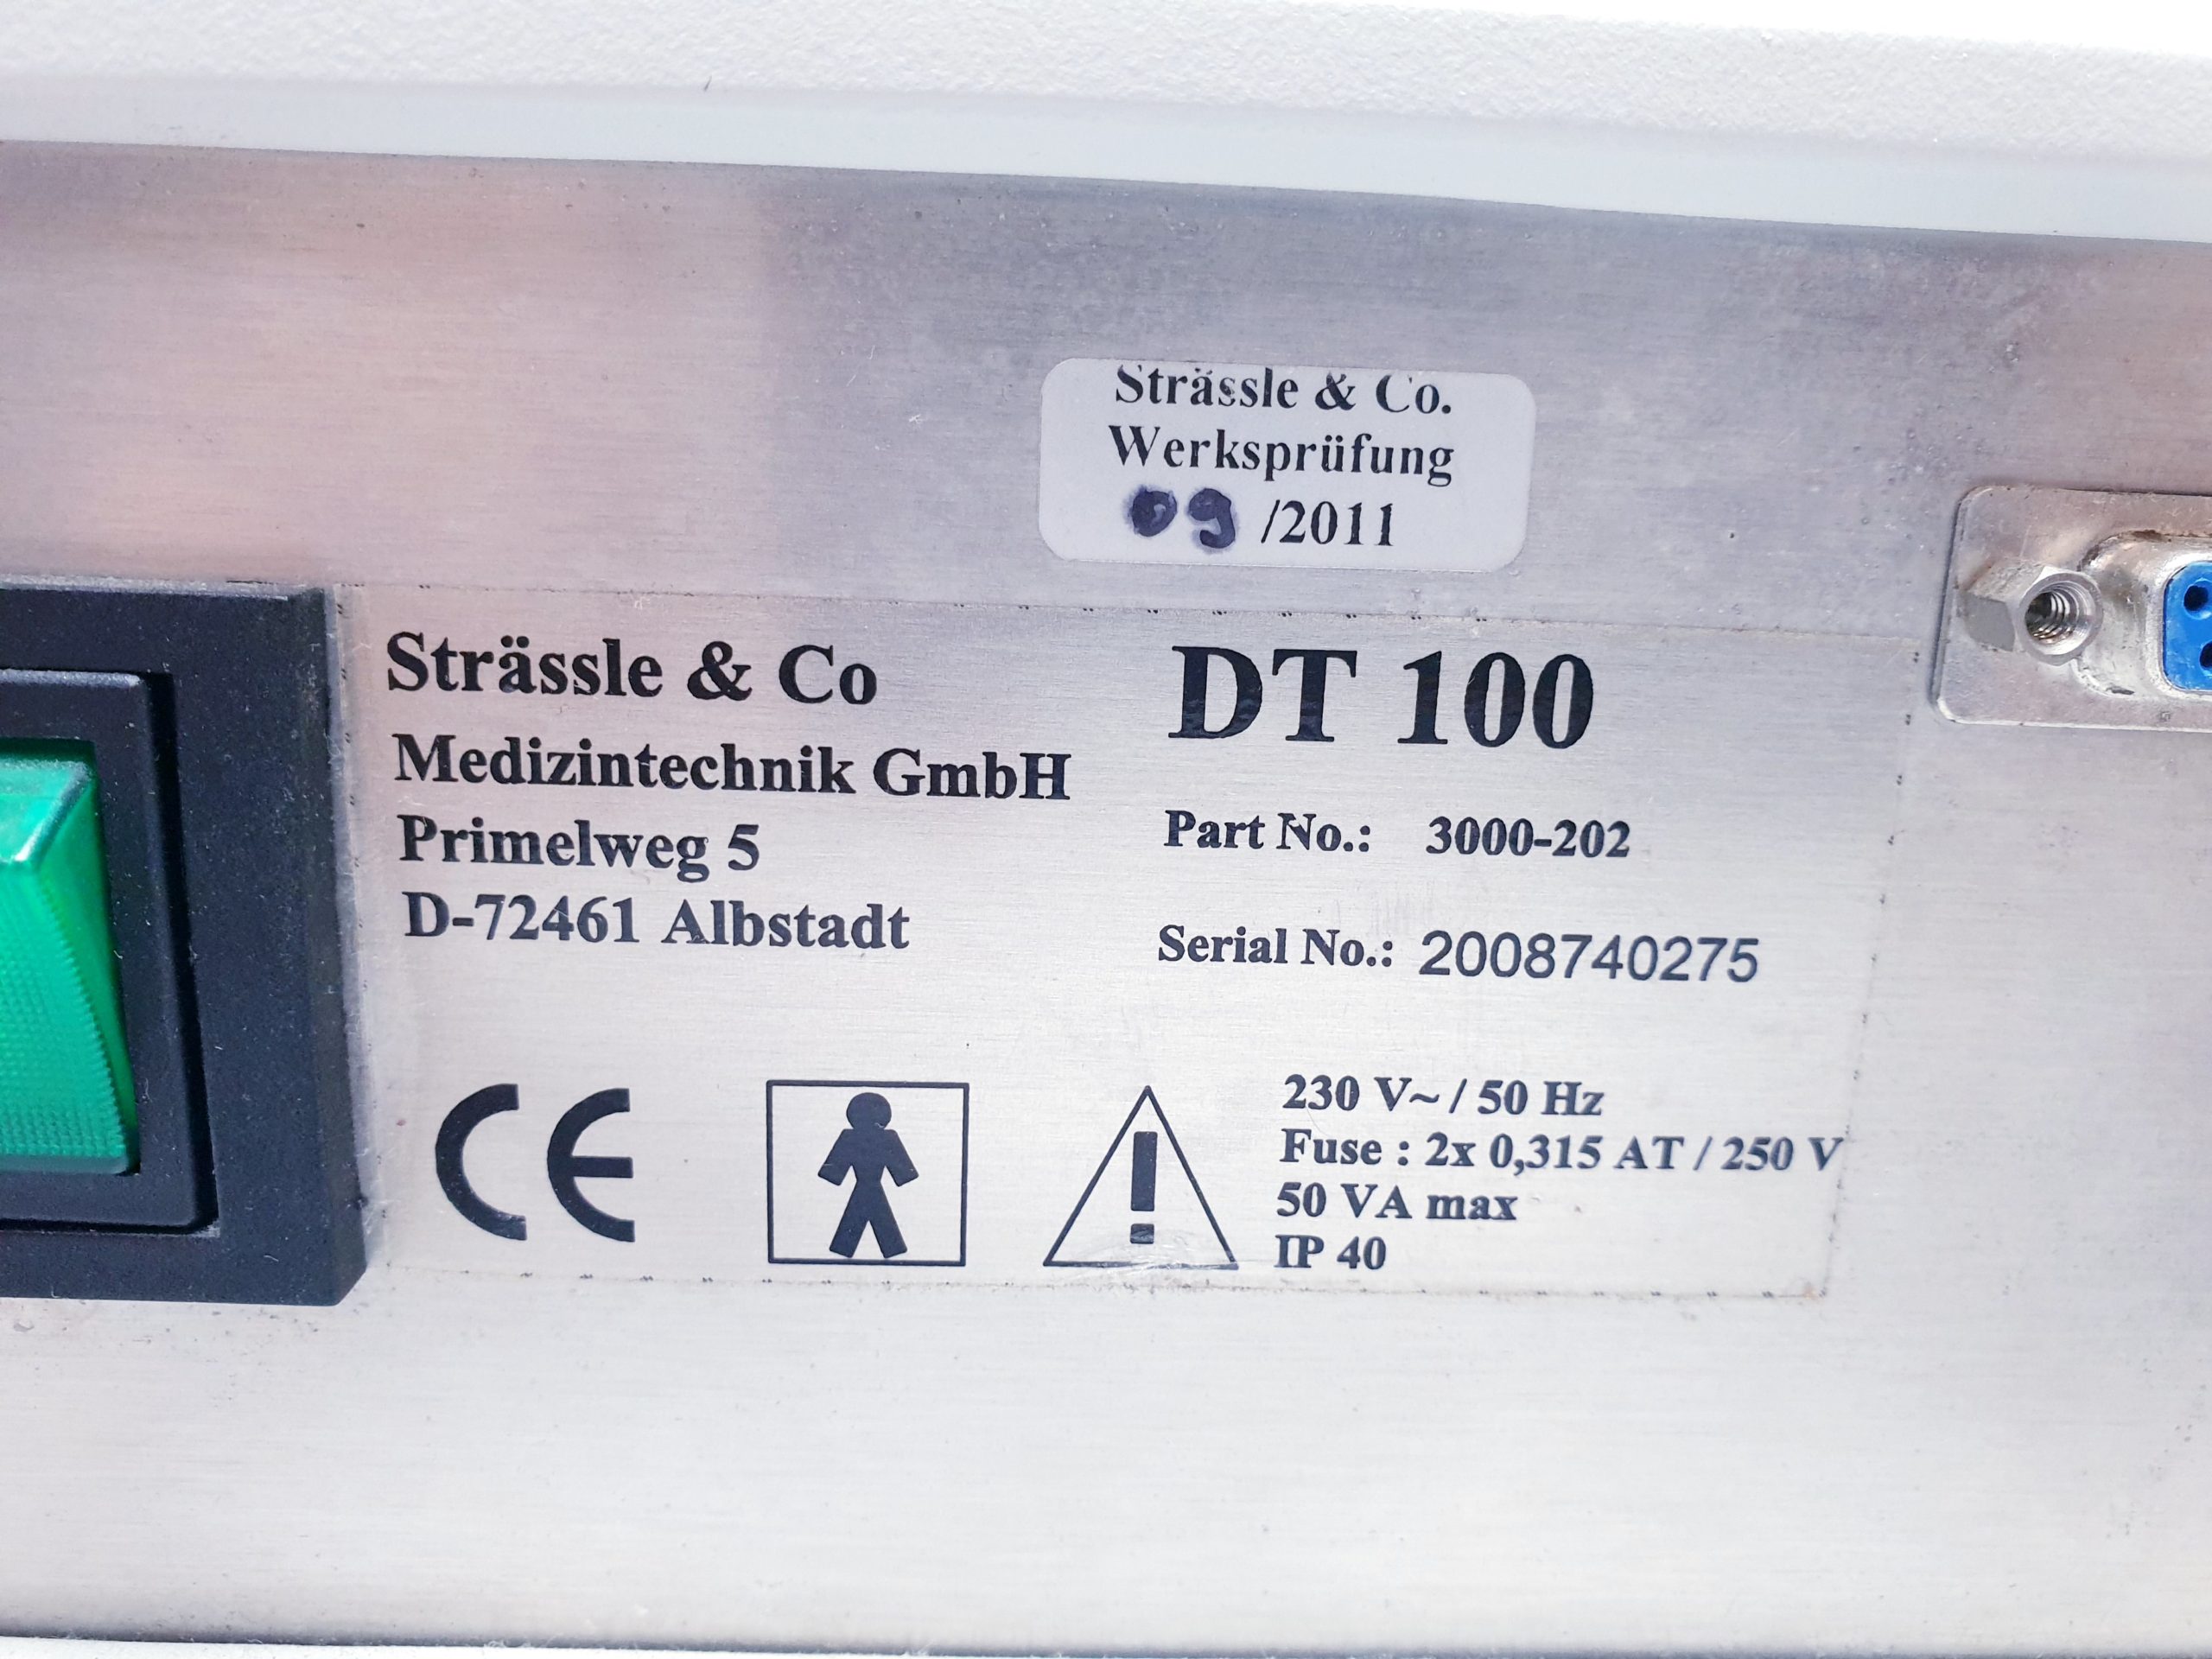 Strässle & Co.
Werksprüfung
09 /2011
Strässle & Co
Medizintechnik GmbH
Primelweg 5
D-72461 Albstadt
DT 100
Part No.: 3000-202
Serial No.: 2008740275
CE
230 V~ / 50 Hz
Fuse : 2x 0,315 AT / 250 V
50 VA max
IP 40